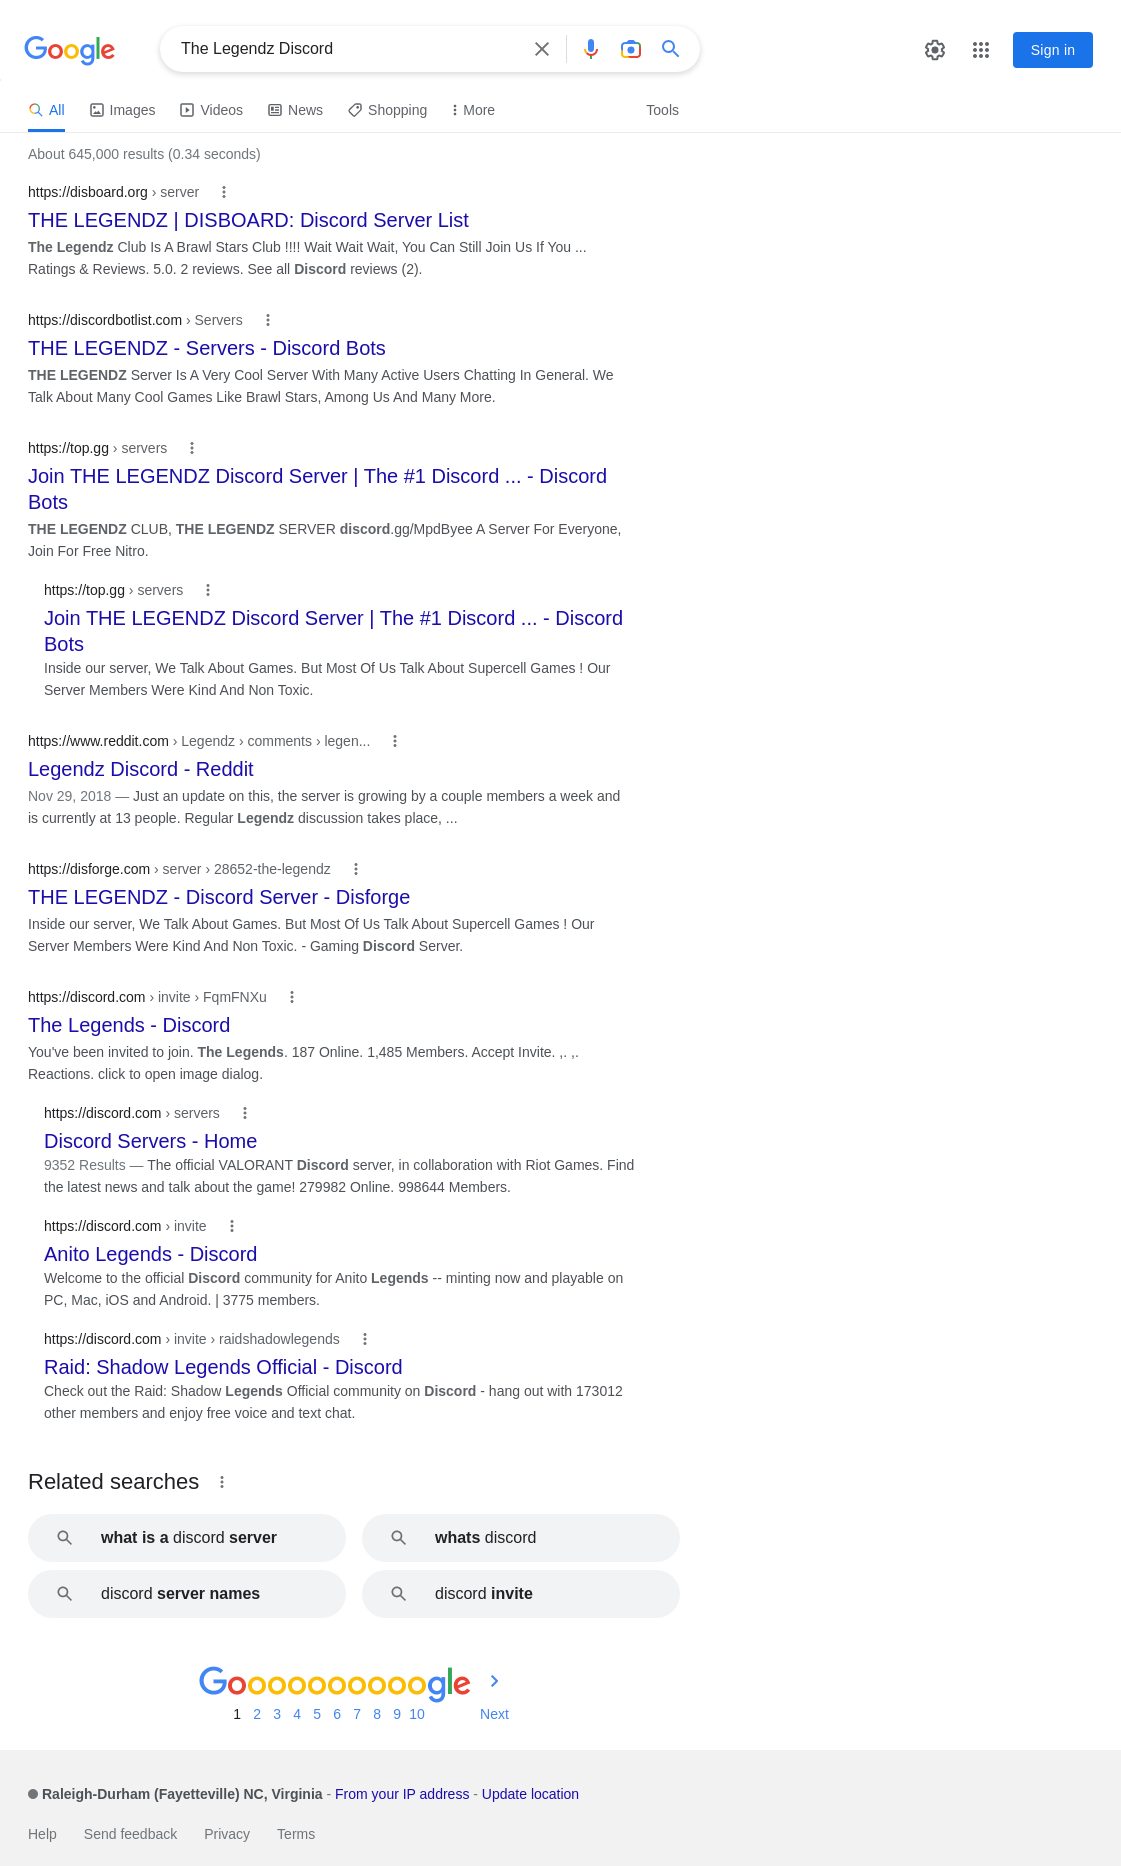 Google
The Legendz Discord
Sign in
All Images Videos News Shopping More Tools
About 645,000 results (0.34 seconds)
https://disboard.org › server
THE LEGENDZ | DISBOARD: Discord Server List
The Legendz Club Is A Brawl Stars Club !!!! Wait Wait Wait, You Can Still Join Us If You ...
Ratings & Reviews. 5.0. 2 reviews. See all Discord reviews (2).
https://discordbotlist.com › Servers
THE LEGENDZ - Servers - Discord Bots
THE LEGENDZ Server Is A Very Cool Server With Many Active Users Chatting In General. We
Talk About Many Cool Games Like Brawl Stars, Among Us And Many More.
https://top.gg › servers
Join THE LEGENDZ Discord Server | The #1 Discord ... - Discord
Bots
THE LEGENDZ CLUB, THE LEGENDZ SERVER discord.gg/MpdByee A Server For Everyone,
Join For Free Nitro.
https://top.gg › servers
Join THE LEGENDZ Discord Server | The #1 Discord ... - Discord
Bots
Inside our server, We Talk About Games. But Most Of Us Talk About Supercell Games ! Our
Server Members Were Kind And Non Toxic.
https://www.reddit.com › Legendz › comments › legen...
Legendz Discord - Reddit
Nov 29, 2018 — Just an update on this, the server is growing by a couple members a week and
is currently at 13 people. Regular Legendz discussion takes place, ...
https://disforge.com › server › 28652-the-legendz
THE LEGENDZ - Discord Server - Disforge
Inside our server, We Talk About Games. But Most Of Us Talk About Supercell Games ! Our
Server Members Were Kind And Non Toxic. - Gaming Discord Server.
https://discord.com › invite › FqmFNXu
The Legends - Discord
You've been invited to join. The Legends. 187 Online. 1,485 Members. Accept Invite. ,. ,.
Reactions. click to open image dialog.
https://discord.com › servers
Discord Servers - Home
9352 Results — The official VALORANT Discord server, in collaboration with Riot Games. Find
the latest news and talk about the game! 279982 Online. 998644 Members.
https://discord.com › invite
Anito Legends - Discord
Welcome to the official Discord community for Anito Legends -- minting now and playable on
PC, Mac, iOS and Android. | 3775 members.
https://discord.com › invite › raidshadowlegends
Raid: Shadow Legends Official - Discord
Check out the Raid: Shadow Legends Official community on Discord - hang out with 173012
other members and enjoy free voice and text chat.
Related searches
what is a discord server
whats discord
discord server names
discord invite
Goooooooooogle
1 2 3 4 5 6 7 8 9 10 Next
Raleigh-Durham (Fayetteville) NC, Virginia - From your IP address - Update location
Help Send feedback Privacy Terms